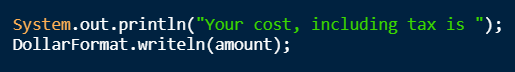 System.out.println("Your cost, including tax is ");
DollarFormat.writeln(amount);